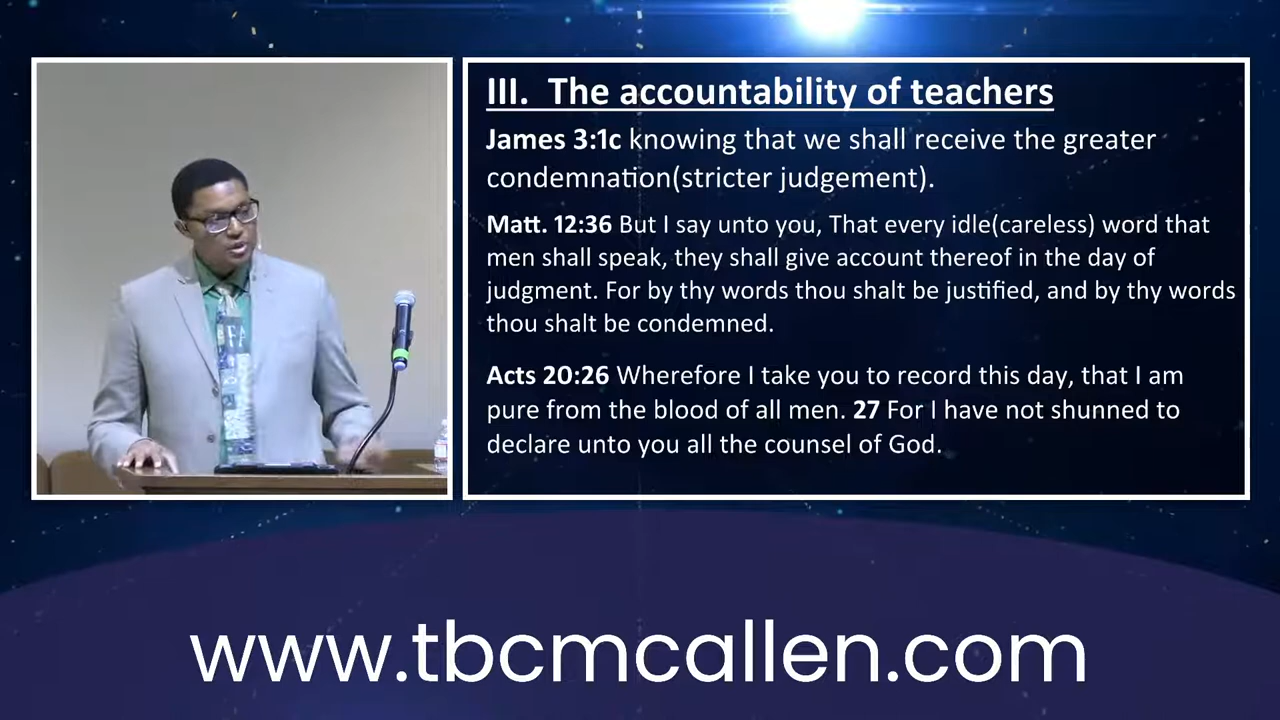 III. The accountability of teachers
James 3:1c knowing that we shall receive the greater
condemnation(stricter judgement).
Matt. 12:36 But I say unto you, That every idle(careless) word that
men shall speak, they shall give account thereof in the day of
judgment. For by thy words thou shalt be justified, and by thy words
thou shalt be condemned.
Acts 20:26 Wherefore I take you to record this day, that I am
pure from the blood of all men. 27 For I have not shunned to
declare unto you all the counsel of God.
www.tbcmcallen.com